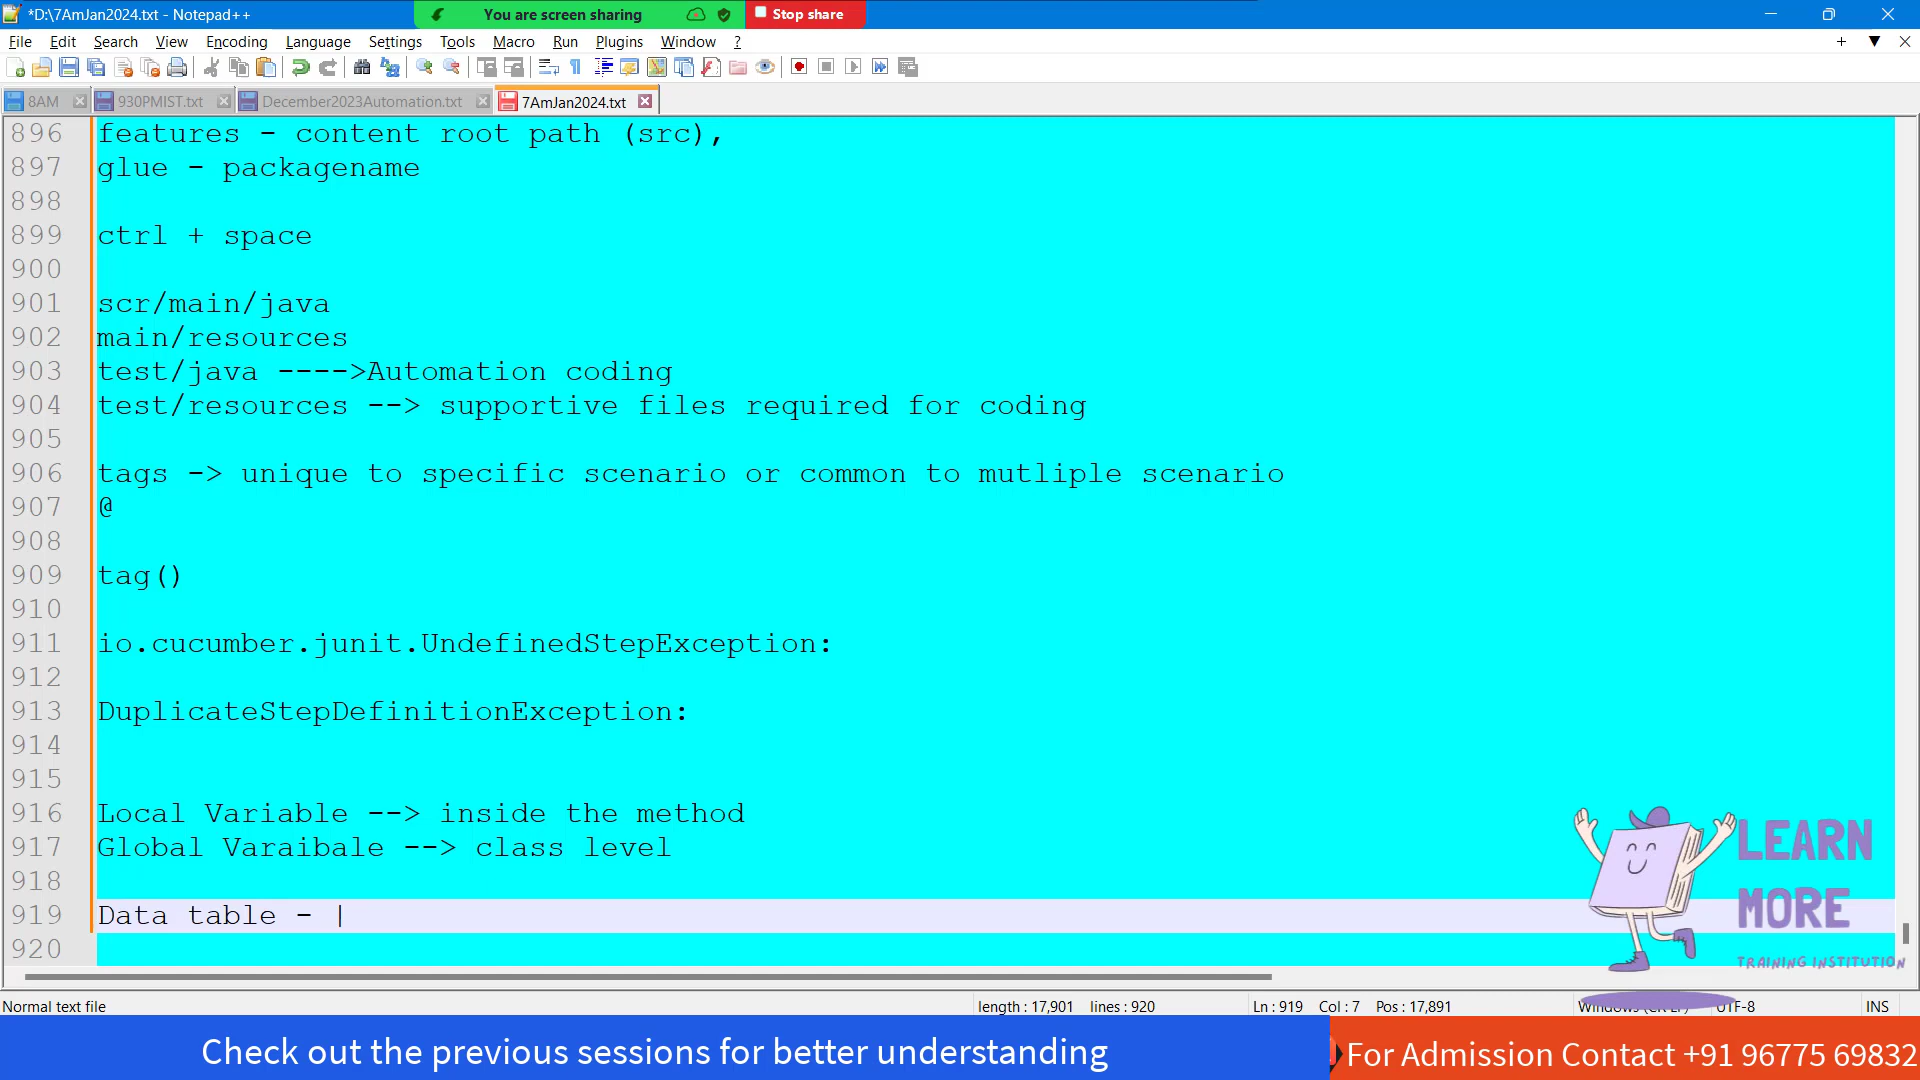 *D:\7AmJan2024.txt - Notepad++
You are screen sharing
Stop share
File Edit Search View Encoding Language Settings Tools Macro Run Plugins Window ?
8AM
930PMIST.txt
December2023Automation.txt
7AmJan2024.txt
896 features - content root path (src),
897 glue - packagename
898
899 ctrl + space
900
901 scr/main/java
902 main/resources
903 test/java ---->Automation coding
904 test/resources --> supportive files required for coding
905
906 tags -> unique to specific scenario or common to mutliple scenario
907 @
908
909 tag()
910
911 io.cucumber.junit.UndefinedStepException:
912
913 DuplicateStepDefinitionException:
914
915
916 Local Variable --> inside the method
917 Global Varaibale --> class level
918
919 Data table - |
920
LEARN
MORE
TRAINING INSTITUTION
Normal text file
length : 17,901 lines : 920
Ln : 919 Col : 7 Pos : 17,891
UTF-8
INS
Check out the previous sessions for better understanding
For Admission Contact +91 96775 69832